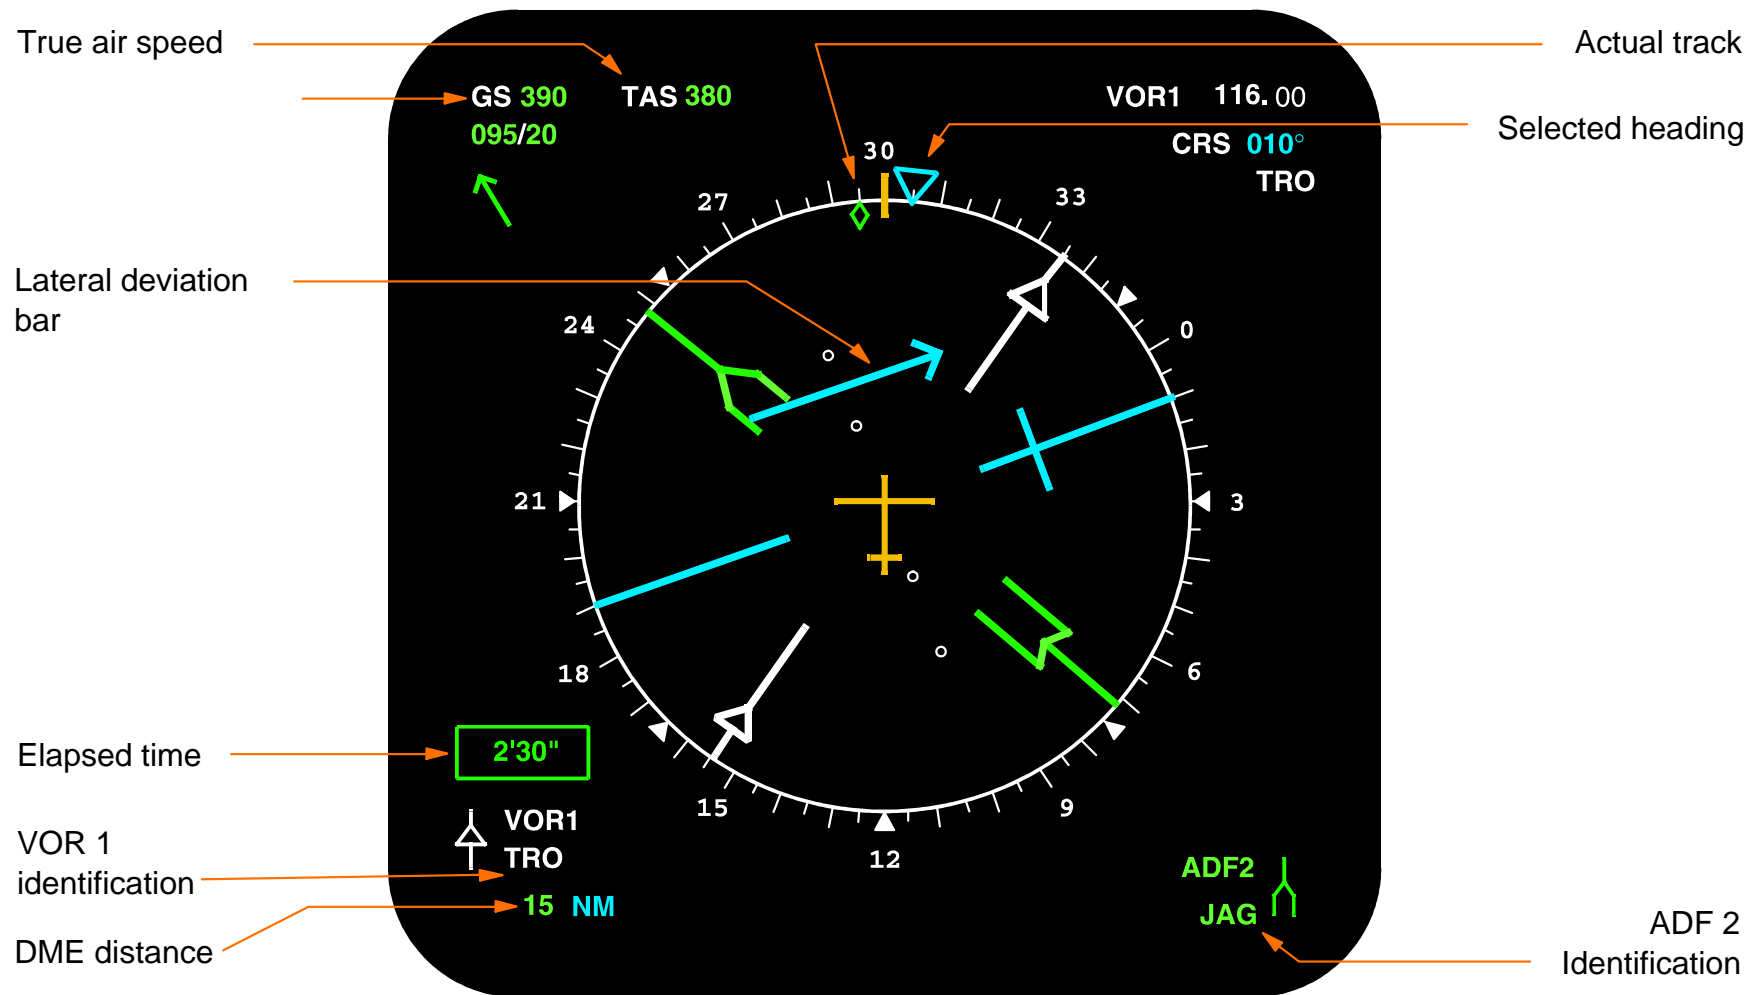 True air speed
Actual track
GS 390
TAS 380
VOR1 116.00
095/20
Selected heading
CRS 010°
TRO
30
33
27
Lateral deviation
bar
24
0
21
3
18
6
Elapsed time
2'30"
15
9
12
VOR 1
identification
VOR1
TRO
15 NM
DME distance
ADF2
JAG
ADF 2
Identification